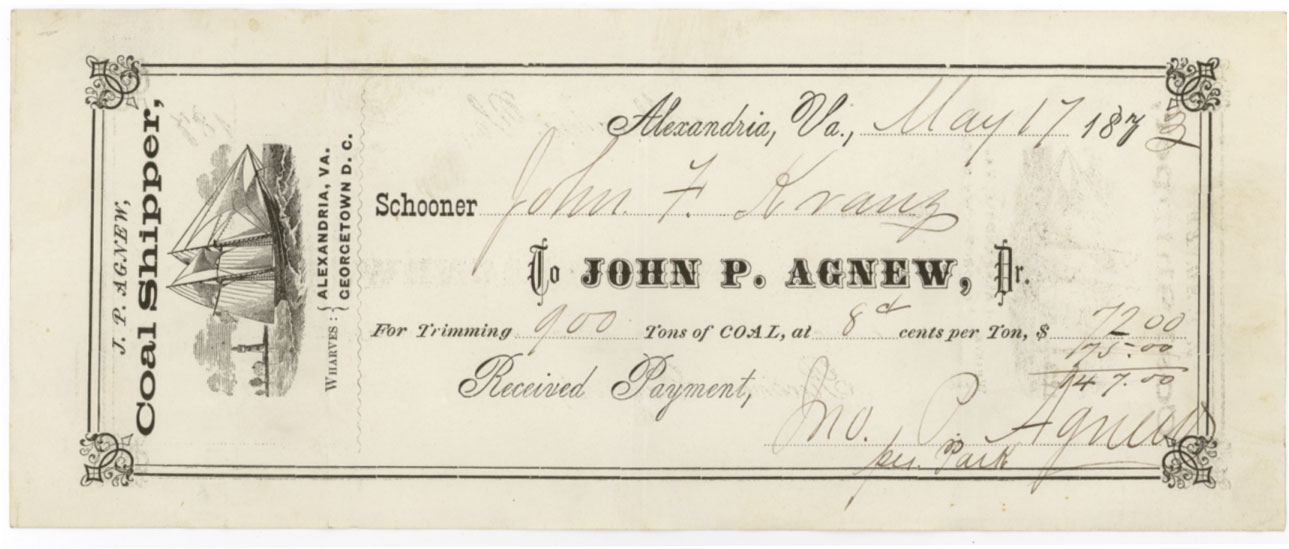 J. P. AGNEW,
Coal Shipper,
WHARVES: { ALEXANDRIA, VA.
GEORGETOWN D. C.
Alexandria, Va., May 17 187
Schooner John. F. Kranz
To JOHN P. AGNEW, Dr.
For Trimming 900 Tons of COAL, at 8 cents per Ton, $ 72 00
175.00
247.00
Received Payment,
Jno. P. Agnew
per. Park